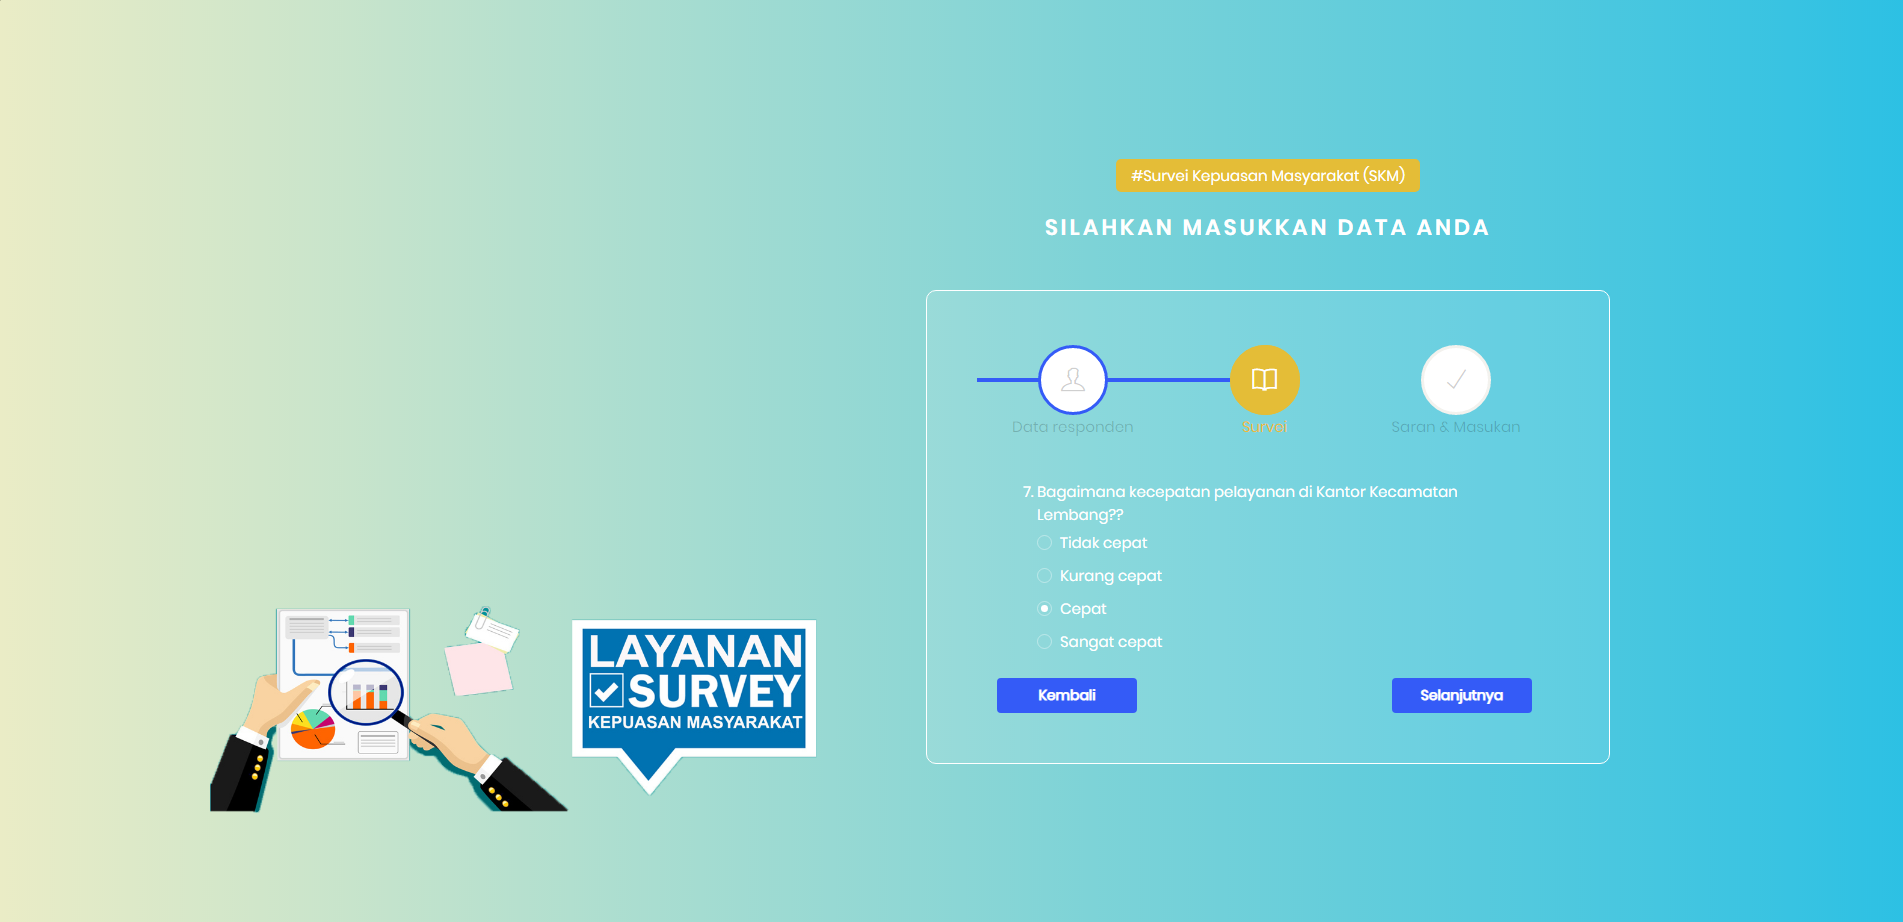 #Survei Kepuasan Masyarakat (SKM)
SILAHKAN MASUKKAN DATA ANDA
Data responden
Survei
Saran & Masukan
7. Bagaimana kecepatan pelayanan di Kantor Kecamatan
Lembang??
Tidak cepat
Kurang cepat
Cepat
Sangat cepat
Kembali
Selanjutnya
LAYANAN
SURVEY
KEPUASAN MASYARAKAT